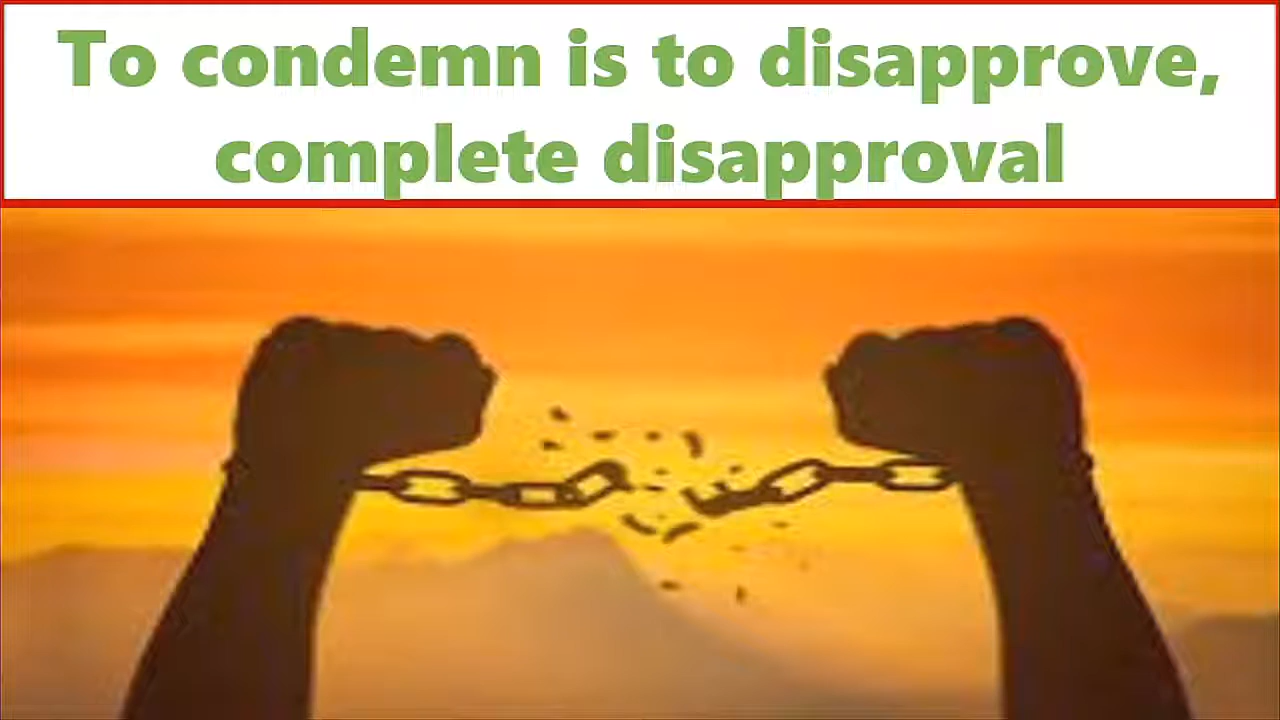 To condemn is to disapprove,
complete disapproval